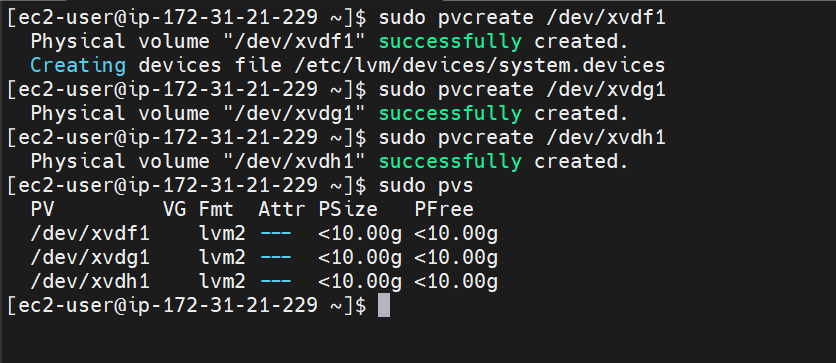 [ec2-user@ip-172-31-21-229 ~]$ sudo pvcreate /dev/xvdf1
  Physical volume "/dev/xvdf1" successfully created.
  Creating devices file /etc/lvm/devices/system.devices
[ec2-user@ip-172-31-21-229 ~]$ sudo pvcreate /dev/xvdg1
  Physical volume "/dev/xvdg1" successfully created.
[ec2-user@ip-172-31-21-229 ~]$ sudo pvcreate /dev/xvdh1
  Physical volume "/dev/xvdh1" successfully created.
[ec2-user@ip-172-31-21-229 ~]$ sudo pvs
  PV         VG Fmt  Attr PSize   PFree
  /dev/xvdf1    lvm2 ---  <10.00g <10.00g
  /dev/xvdg1    lvm2 ---  <10.00g <10.00g
  /dev/xvdh1    lvm2 ---  <10.00g <10.00g
[ec2-user@ip-172-31-21-229 ~]$